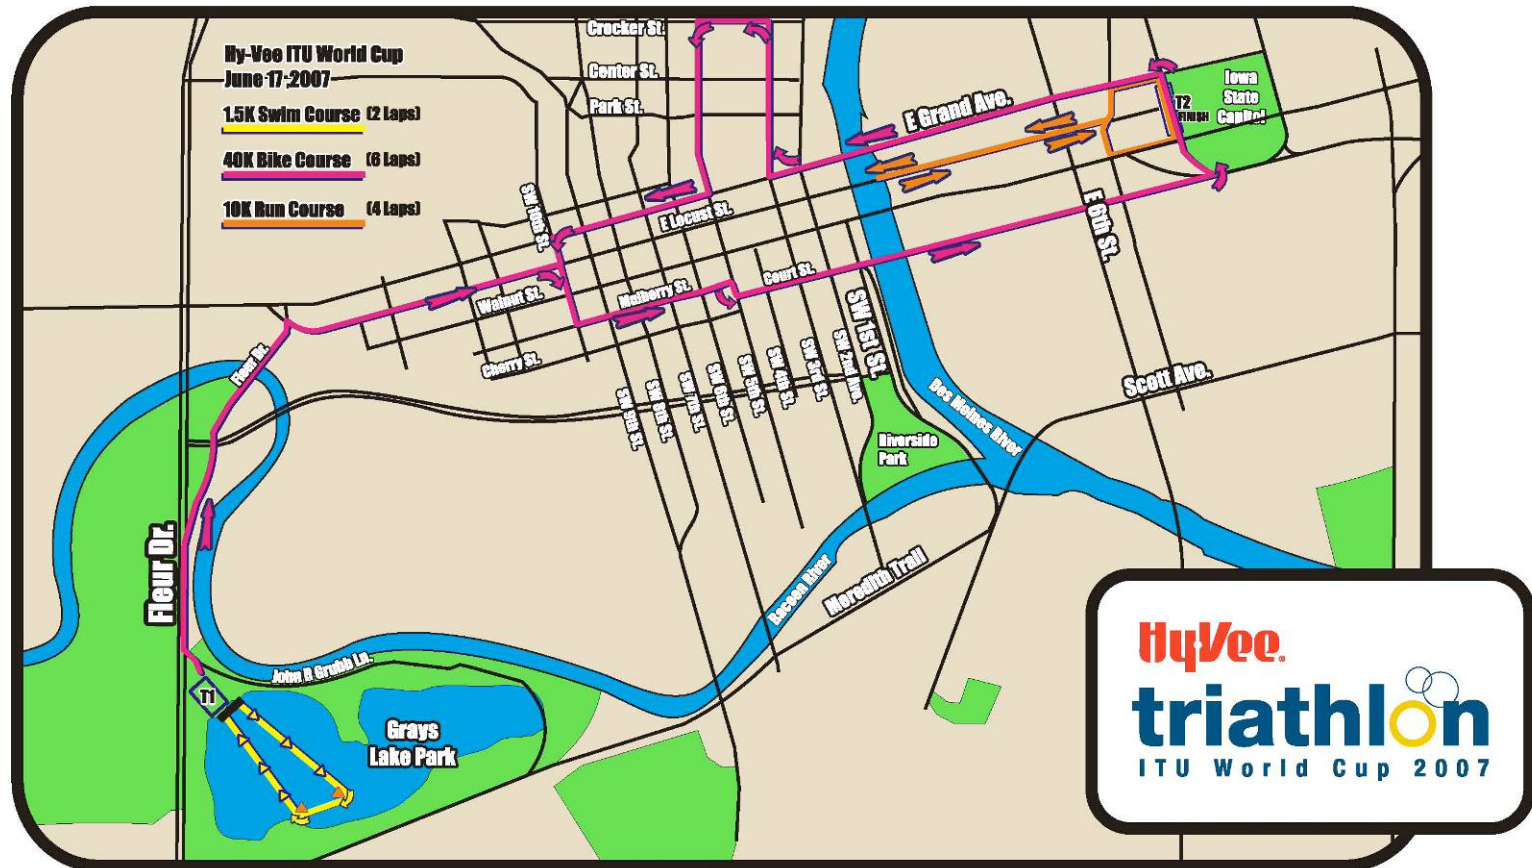 Hy-Vee ITU World Cup
June 17, 2007
1.5K Swim Course (2 Laps)
40K Bike Course (6 Laps)
10K Run Course (4 Laps)
Crocker St.
Center St.
Park St.
E Grand Ave.
T2
FINISH
Iowa
State
Capitol
SW 10th St.
E Locust St.
E 6th St.
Walnut St.
Mulberry St.
Court St.
Cherry St.
Fleur Dr.
SW 9th St.
SW 8th St.
SW 7th St.
SW 6th St.
SW 5th St.
SW 4th St.
SW 3rd St.
SW 2nd Ave.
SW 1st St.
Scott Ave.
Des Moines River
Riverside
Park
Fleur Dr.
Racoon River
Meredith Trail
John R Grubb Ln.
T1
Grays
Lake Park
HyVee
triathlon
ITU World Cup 2007